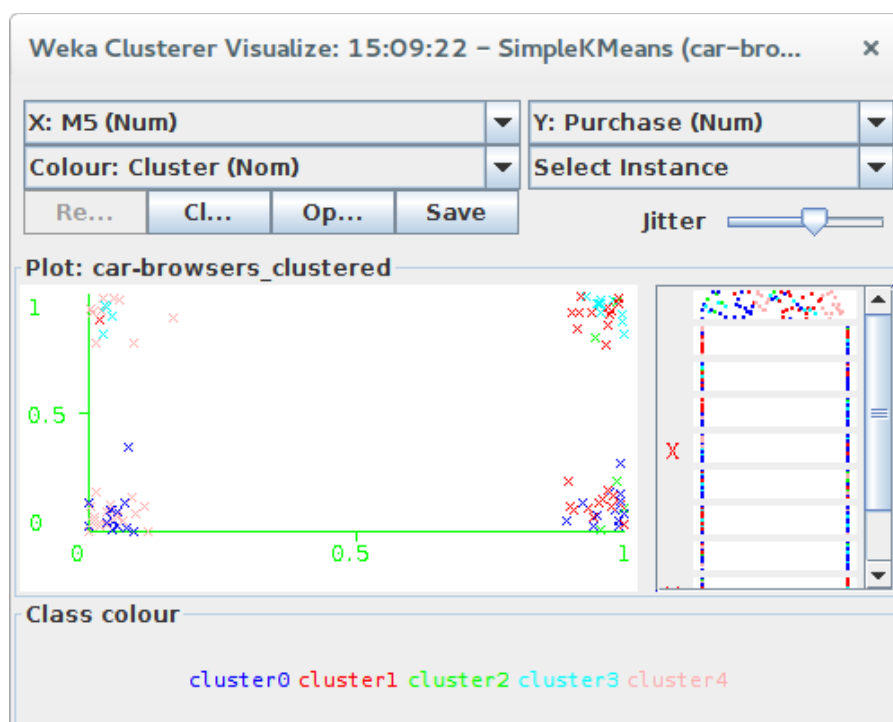 Weka Clusterer Visualize: 15:09:22 – SimpleKMeans (car–bro...
X: M5 (Num) Y: Purchase (Num)
Colour: Cluster (Nom) Select Instance
Re... Cl... Op... Save Jitter
Plot: car-browsers_clustered
1
0.5
0
0 0.5 1
X
Class colour
cluster0 cluster1 cluster2 cluster3 cluster4